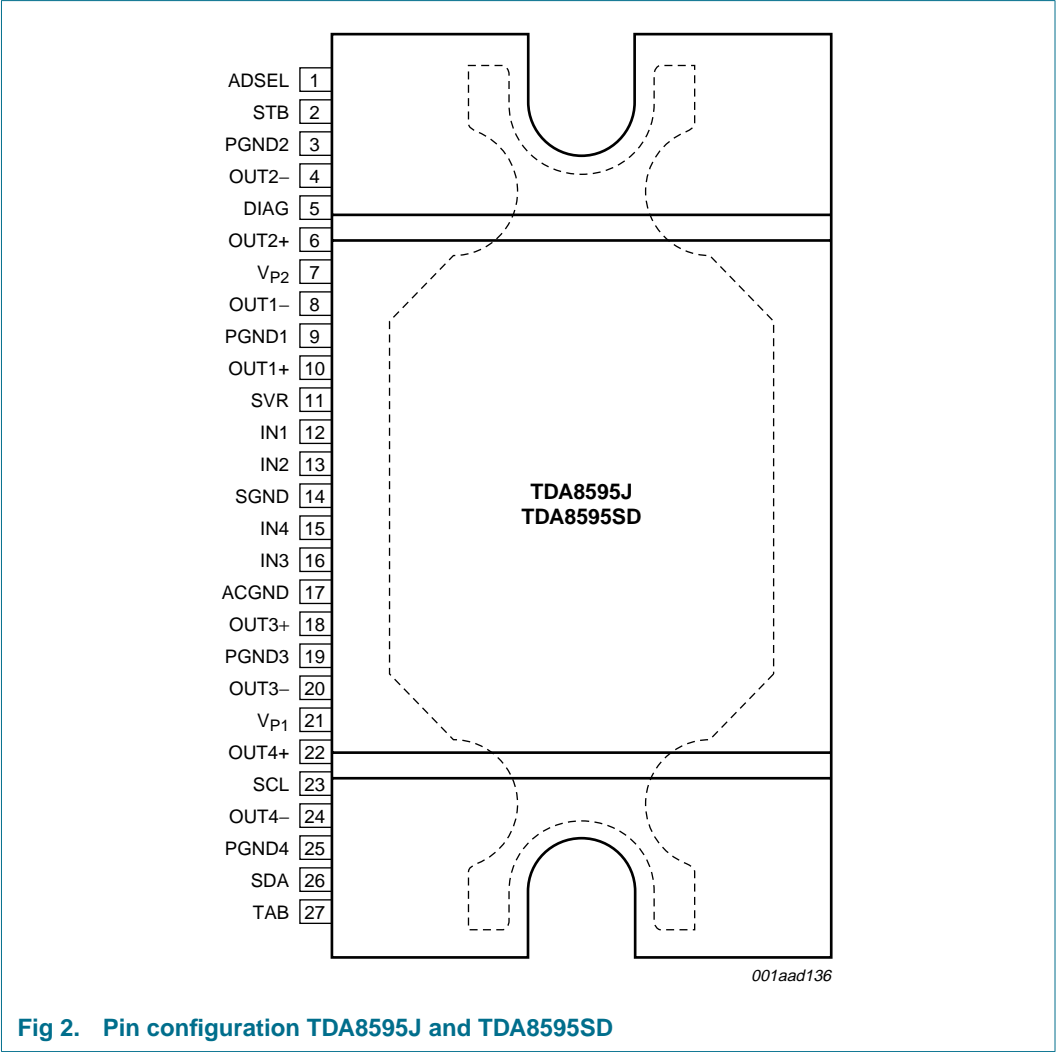 ADSEL 1
STB 2
PGND2 3
OUT2− 4
DIAG 5
OUT2+ 6
VP2 7
OUT1− 8
PGND1 9
OUT1+ 10
SVR 11
IN1 12
IN2 13
SGND 14
IN4 15
IN3 16
ACGND 17
OUT3+ 18
PGND3 19
OUT3− 20
VP1 21
OUT4+ 22
SCL 23
OUT4− 24
PGND4 25
SDA 26
TAB 27
TDA8595J
TDA8595SD
001aad136
Fig 2. Pin configuration TDA8595J and TDA8595SD